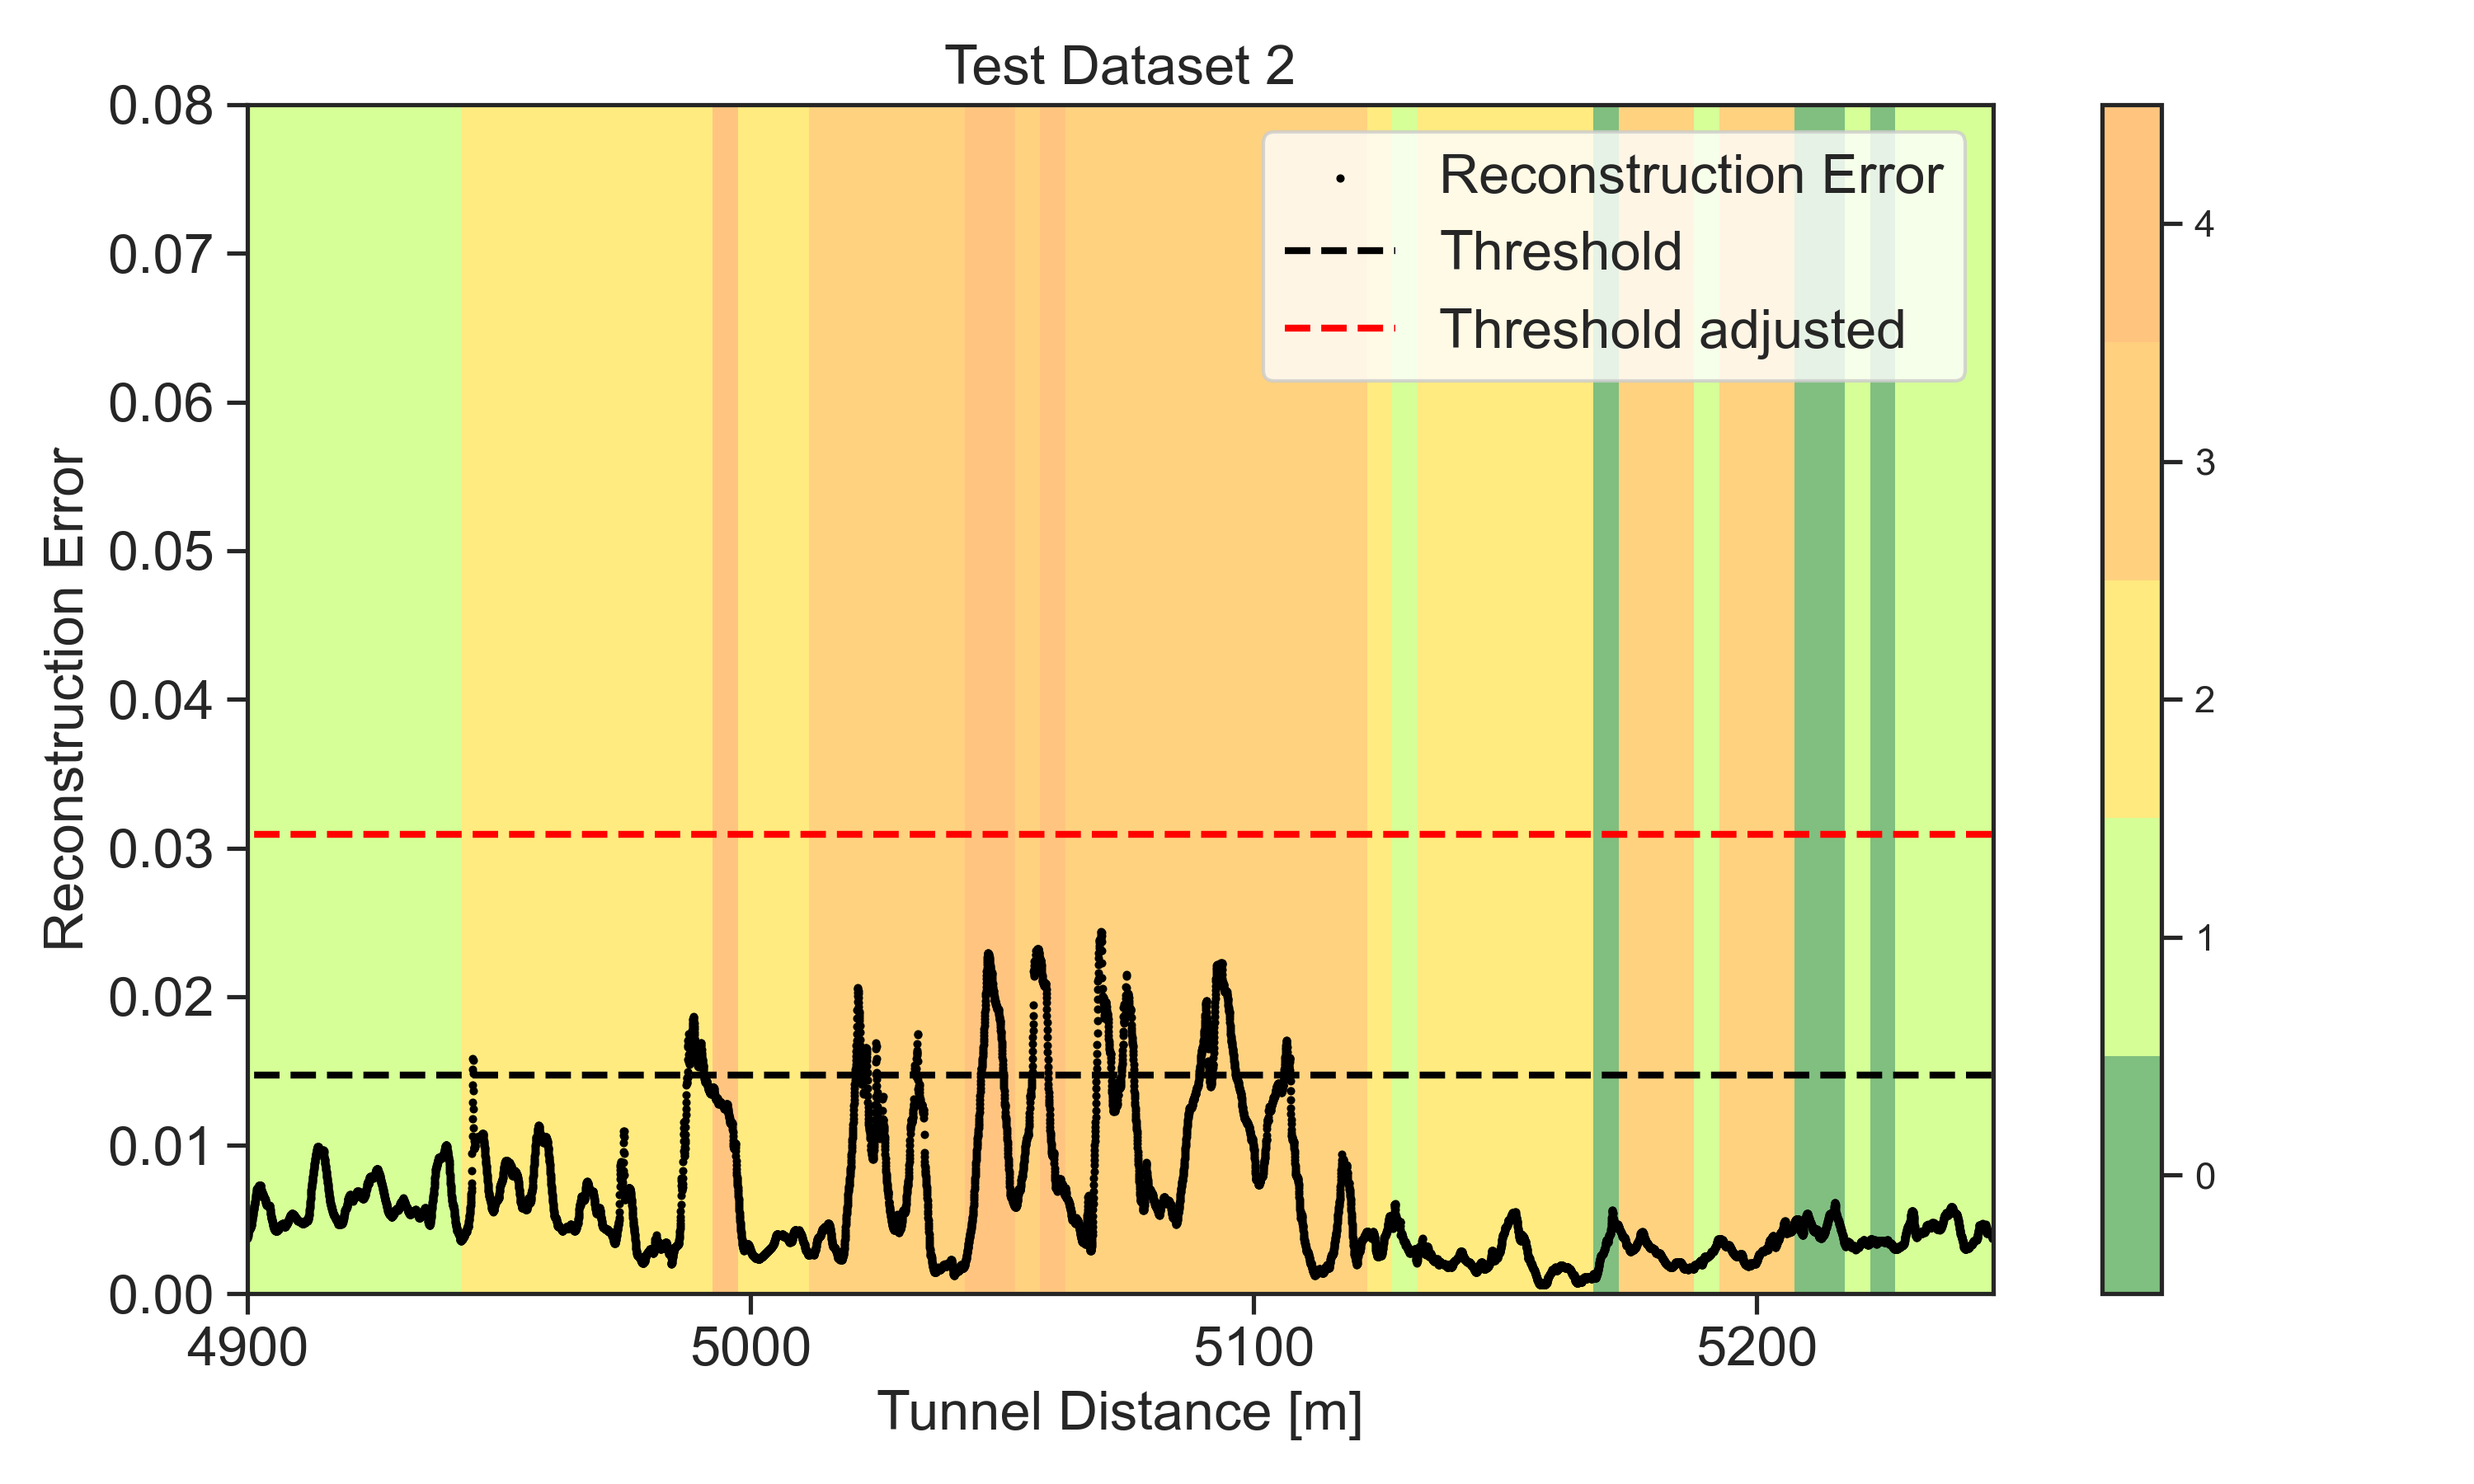 Test Dataset 2
0.08
0.07
0.06
0.05
0.04
0.03
0.02
0.01
0.00
Reconstruction Error
Reconstruction Error
Threshold
Threshold adjusted
4
3
2
1
0
4900 5000 5100 5200
Tunnel Distance [m]